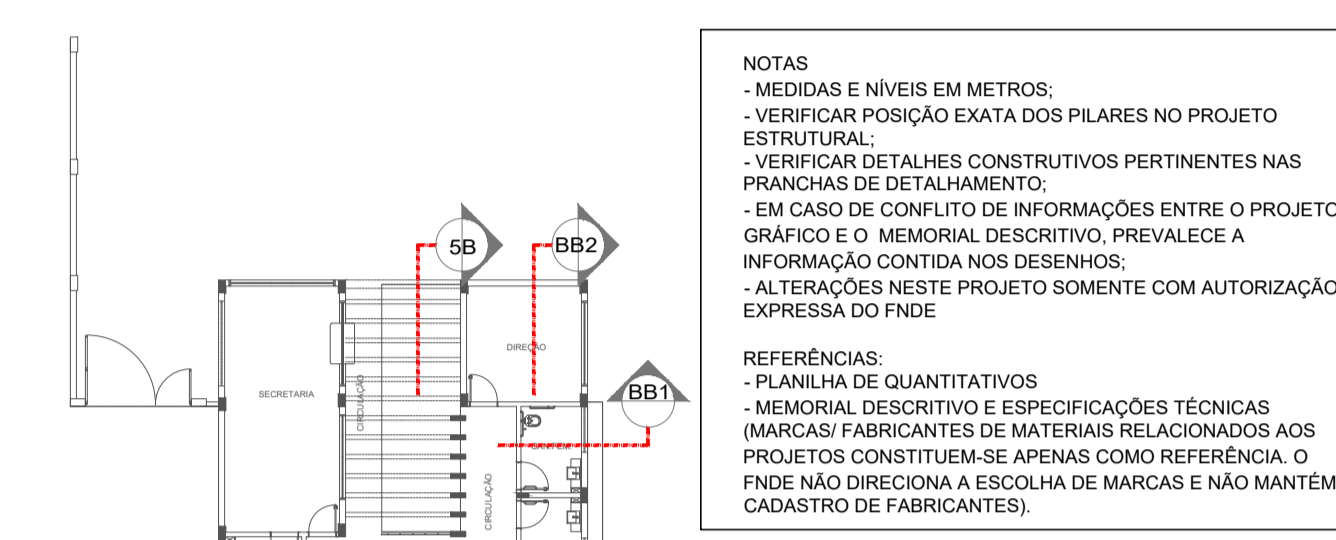 NOTAS
- MEDIDAS E NÍVEIS EM METROS;
- VERIFICAR POSIÇÃO EXATA DOS PILARES NO PROJETO
ESTRUTURAL;
- VERIFICAR DETALHES CONSTRUTIVOS PERTINENTES NAS
PRANCHAS DE DETALHAMENTO;
- EM CASO DE CONFLITO DE INFORMAÇÕES ENTRE O PROJETO
GRÁFICO E O MEMORIAL DESCRITIVO, PREVALECE A
INFORMAÇÃO CONTIDA NOS DESENHOS;
- ALTERAÇÕES NESTE PROJETO SOMENTE COM AUTORIZAÇÃO
EXPRESSA DO FNDE
REFERÊNCIAS:
- PLANILHA DE QUANTITATIVOS
- MEMORIAL DESCRITIVO E ESPECIFICAÇÕES TÉCNICAS
(MARCAS/ FABRICANTES DE MATERIAIS RELACIONADOS AOS
PROJETOS CONSTITUEM-SE APENAS COMO REFERÊNCIA. O
FNDE NÃO DIRECIONA A ESCOLHA DE MARCAS E NÃO MANTÉM
CADASTRO DE FABRICANTES).
5B
BB2
DIREÇÃO
BB1
SECRETARIA
CIRCULAÇÃO
CIRCULAÇÃO